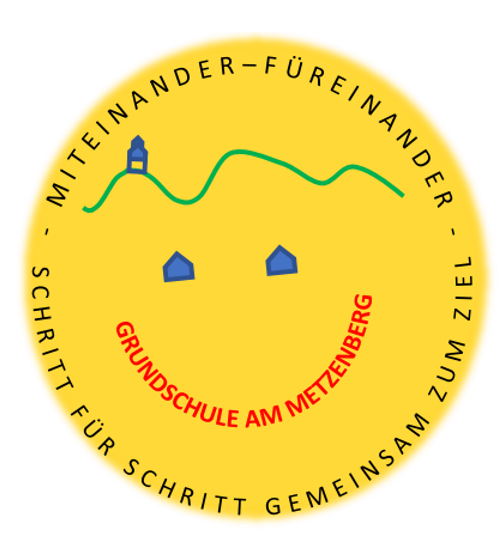 - MITEINANDER–FÜREINANDER -
GRUNDSCHULE AM METZENBERG
SCHRITT FÜR SCHRITT GEMEINSAM ZUM ZIEL